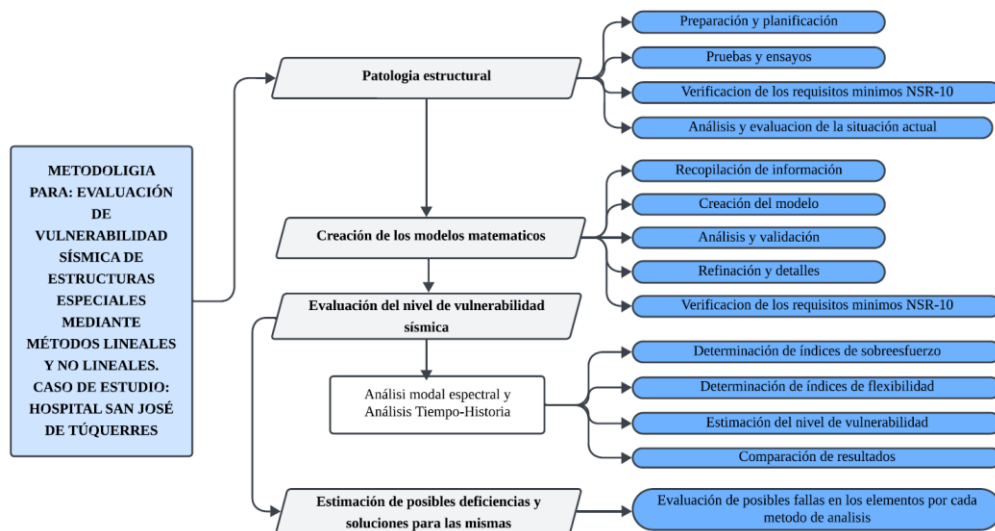 METODOLIGIA
PARA: EVALUACIÓN
DE
VULNERABILIDAD
SÍSMICA DE
ESTRUCTURAS
ESPECIALES
MEDIANTE
MÉTODOS LINEALES
Y NO LINEALES.
CASO DE ESTUDIO:
HOSPITAL SAN JOSÉ
DE TÚQUERRES
Patologia estructural
Preparación y planificación
Pruebas y ensayos
Verificacion de los requisitos minimos NSR-10
Análisis y evaluacion de la situación actual
Creación de los modelos matematicos
Recopilación de información
Creación del modelo
Análisis y validación
Refinación y detalles
Verificacion de los requisitos minimos NSR-10
Evaluación del nivel de vulnerabilidad
sísmica
Análisi modal espectral y
Análisis Tiempo-Historia
Determinación de índices de sobreesfuerzo
Determinación de índices de flexibilidad
Estimación del nivel de vulnerabilidad
Comparación de resultados
Estimación de posibles deficiencias y
soluciones para las mismas
Evaluación de posibles fallas en los elementos por cada
metodo de analisis